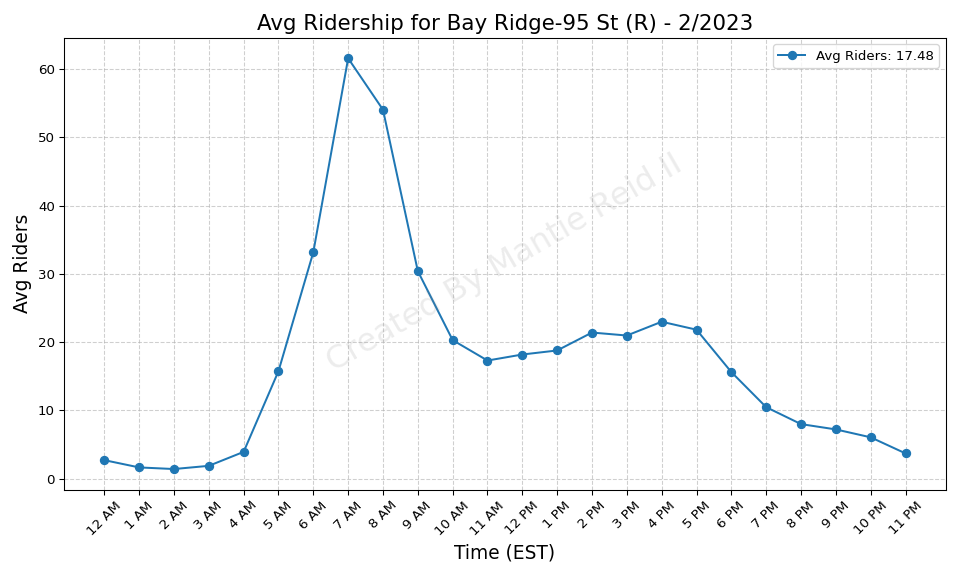 Avg Ridership for Bay Ridge-95 St (R) - 2/2023
Avg Riders: 17.48
Avg Riders
60
50
40
30
20
10
0
Created By Mantie Reid II
12 AM
1 AM
2 AM
3 AM
4 AM
5 AM
6 AM
7 AM
8 AM
9 AM
10 AM
11 AM
12 PM
1 PM
2 PM
3 PM
4 PM
5 PM
6 PM
7 PM
8 PM
9 PM
10 PM
11 PM
Time (EST)